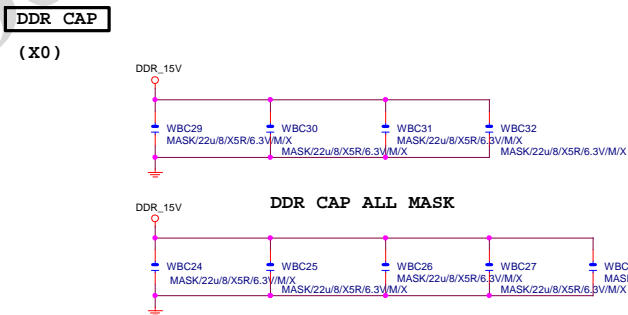 DDR CAP
(X0)
DDR_15V
WBC29 WBC30 WBC31 WBC32
MASK/22u/8/X5R/6.3V/M/X MASK/22u/8/X5R/6.3V/M/X
MASK/22u/8/X5R/6.3V/M/X MASK/22u/8/X5R/6.3V/M/X
DDR CAP ALL MASK
DDR_15V
WBC24 WBC25 WBC26 WBC27 WBC
MASK/22u/8/X5R/6.3V/M/X MASK/22u/8/X5R/6.3V/M/X MAS
MASK/22u/8/X5R/6.3V/M/X MASK/22u/8/X5R/6.3V/M/X